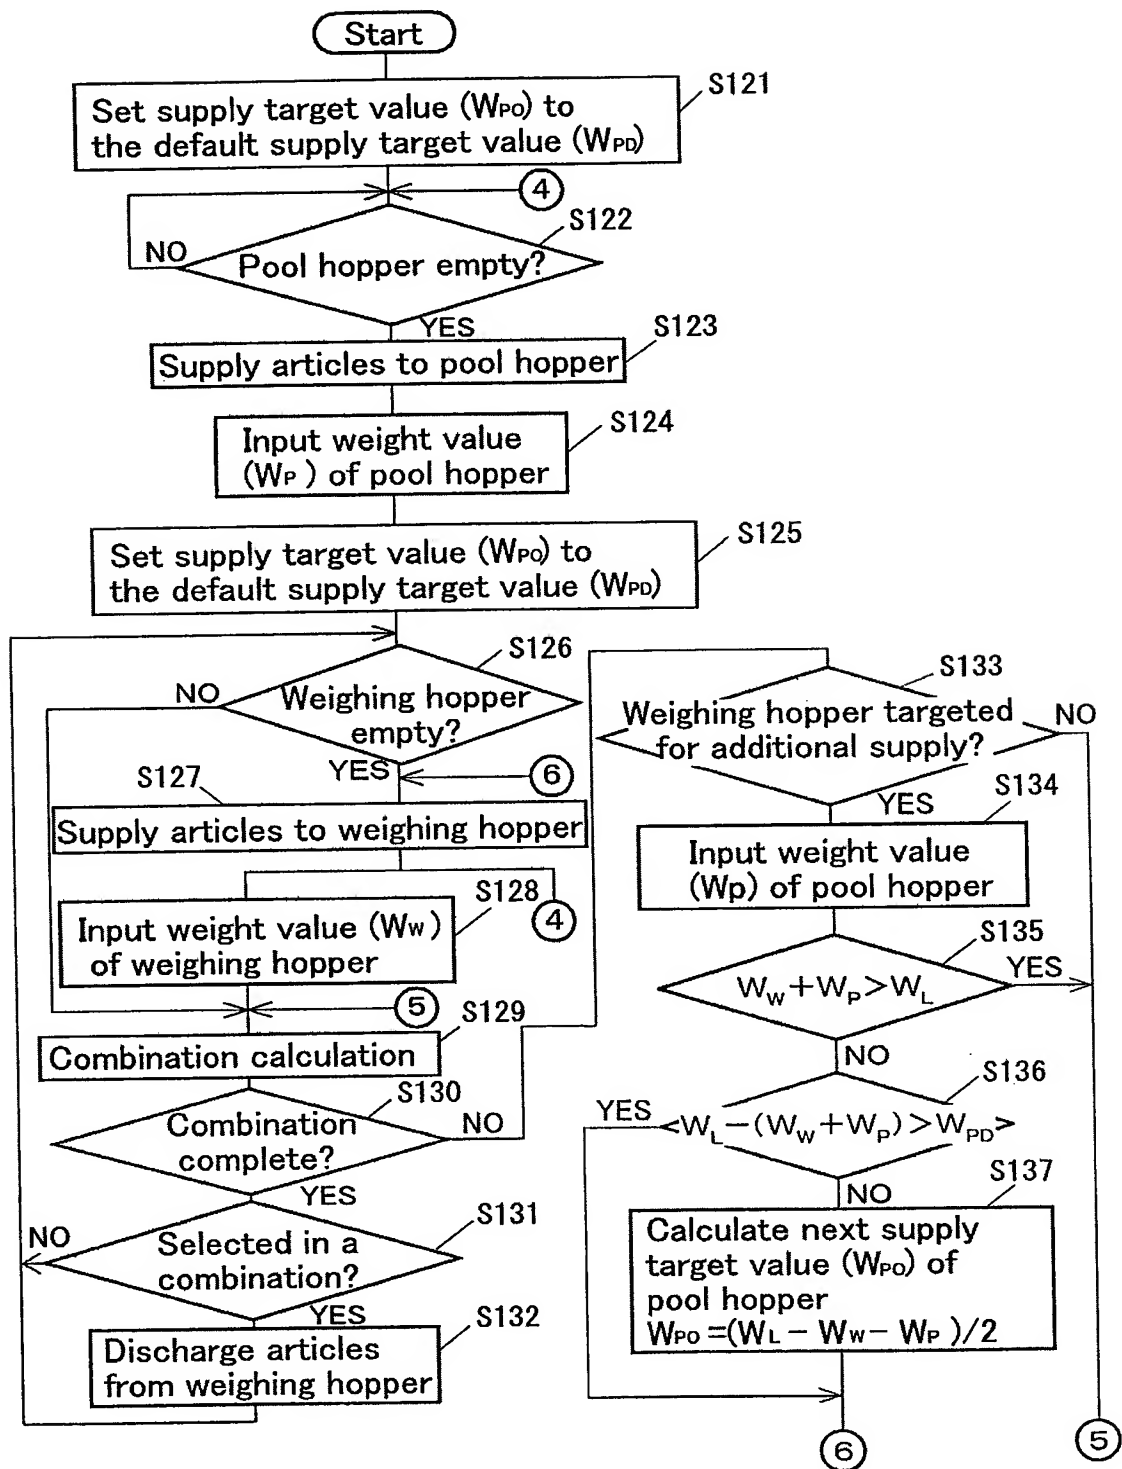 Start
S121
Set supply target value (WPO) to
the default supply target value (WPD)
④
S122
NO
Pool hopper empty?
YES
S123
Supply articles to pool hopper
S124
Input weight value
(WP) of pool hopper
S125
Set supply target value (WPO) to
the default supply target value (WPD)
S126
NO
Weighing hopper
empty?
YES
⑥
S127
Supply articles to weighing hopper
S128
④
Input weight value (WW)
of weighing hopper
⑤
S129
Combination calculation
S130
Combination
complete?
NO
YES
S131
NO
Selected in a
combination?
YES
S132
Discharge articles
from weighing hopper
S133
Weighing hopper targeted
for additional supply?
NO
YES
S134
Input weight value
(Wp) of pool hopper
S135
WW+WP>WL
YES
NO
S136
YES
<WL-(WW+WP)>WPD>
NO
S137
Calculate next supply
target value (WPO) of
pool hopper
WPO=(WL-WW-WP)/2
⑥
⑤